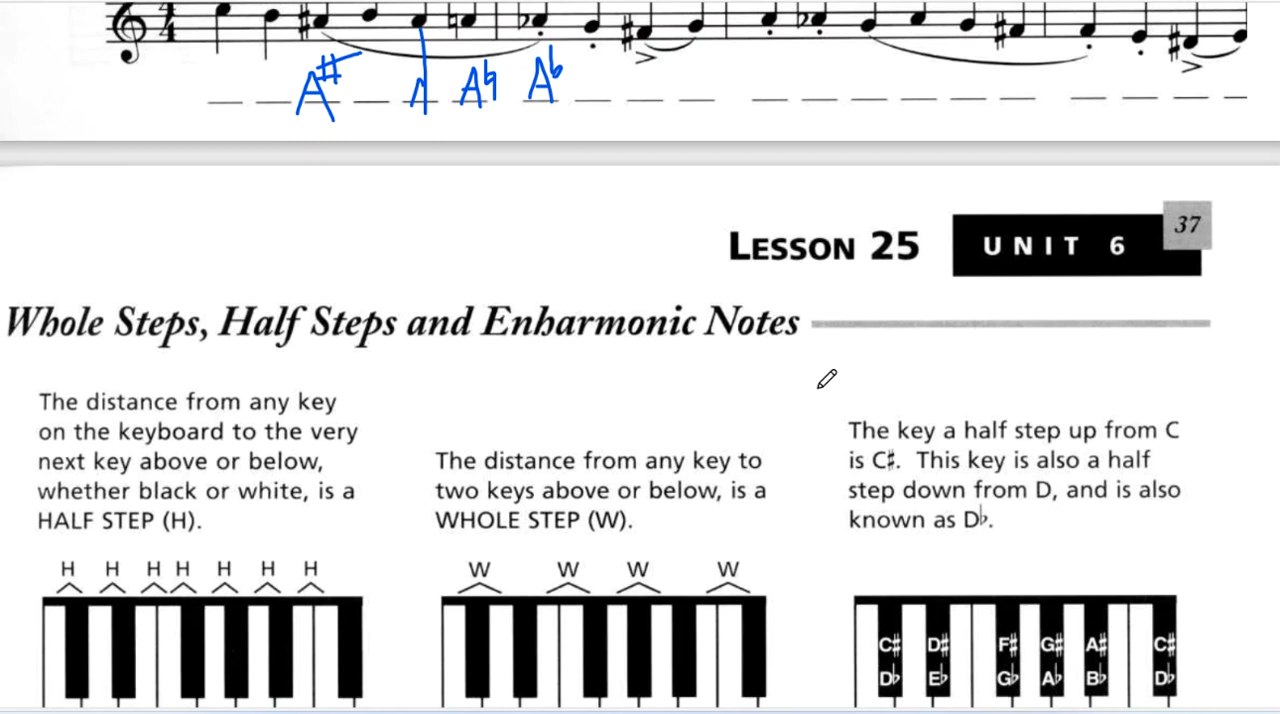 4
4
A♯ A A♮ A♭
37
LESSON 25 UNIT 6
Whole Steps, Half Steps and Enharmonic Notes
The distance from any key
on the keyboard to the very
next key above or below,
whether black or white, is a
HALF STEP (H).
The distance from any key to
two keys above or below, is a
WHOLE STEP (W).
The key a half step up from C
is C♯. This key is also a half
step down from D, and is also
known as D♭.
H H H H H H H
W W W W
C♯ D♯ F♯ G♯ A♯ C♯
D♭ E♭ G♭ A♭ B♭ D♭